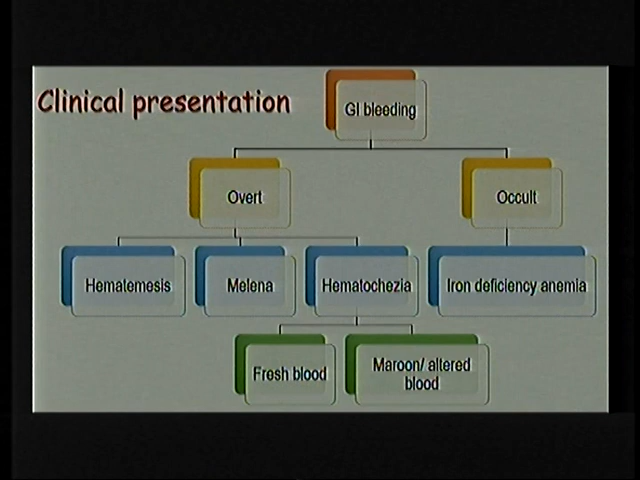 Clinical presentation
GI bleeding
Overt
Occult
Hematemesis
Melena
Hematochezia
Iron deficiency anemia
Fresh blood
Maroon/ altered
blood